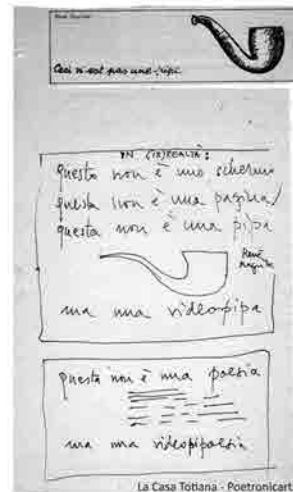 René Magritte
Ceci n'est pas une pipe.
IN (IR)REALTÀ:
questo non è uno schermo
questa non è una pagina/
questa non è una pipa
René
Magritte
ma una videopipa
questa non è una poesia
ma una videopipoesia
La Casa Totiana - Poetronicart